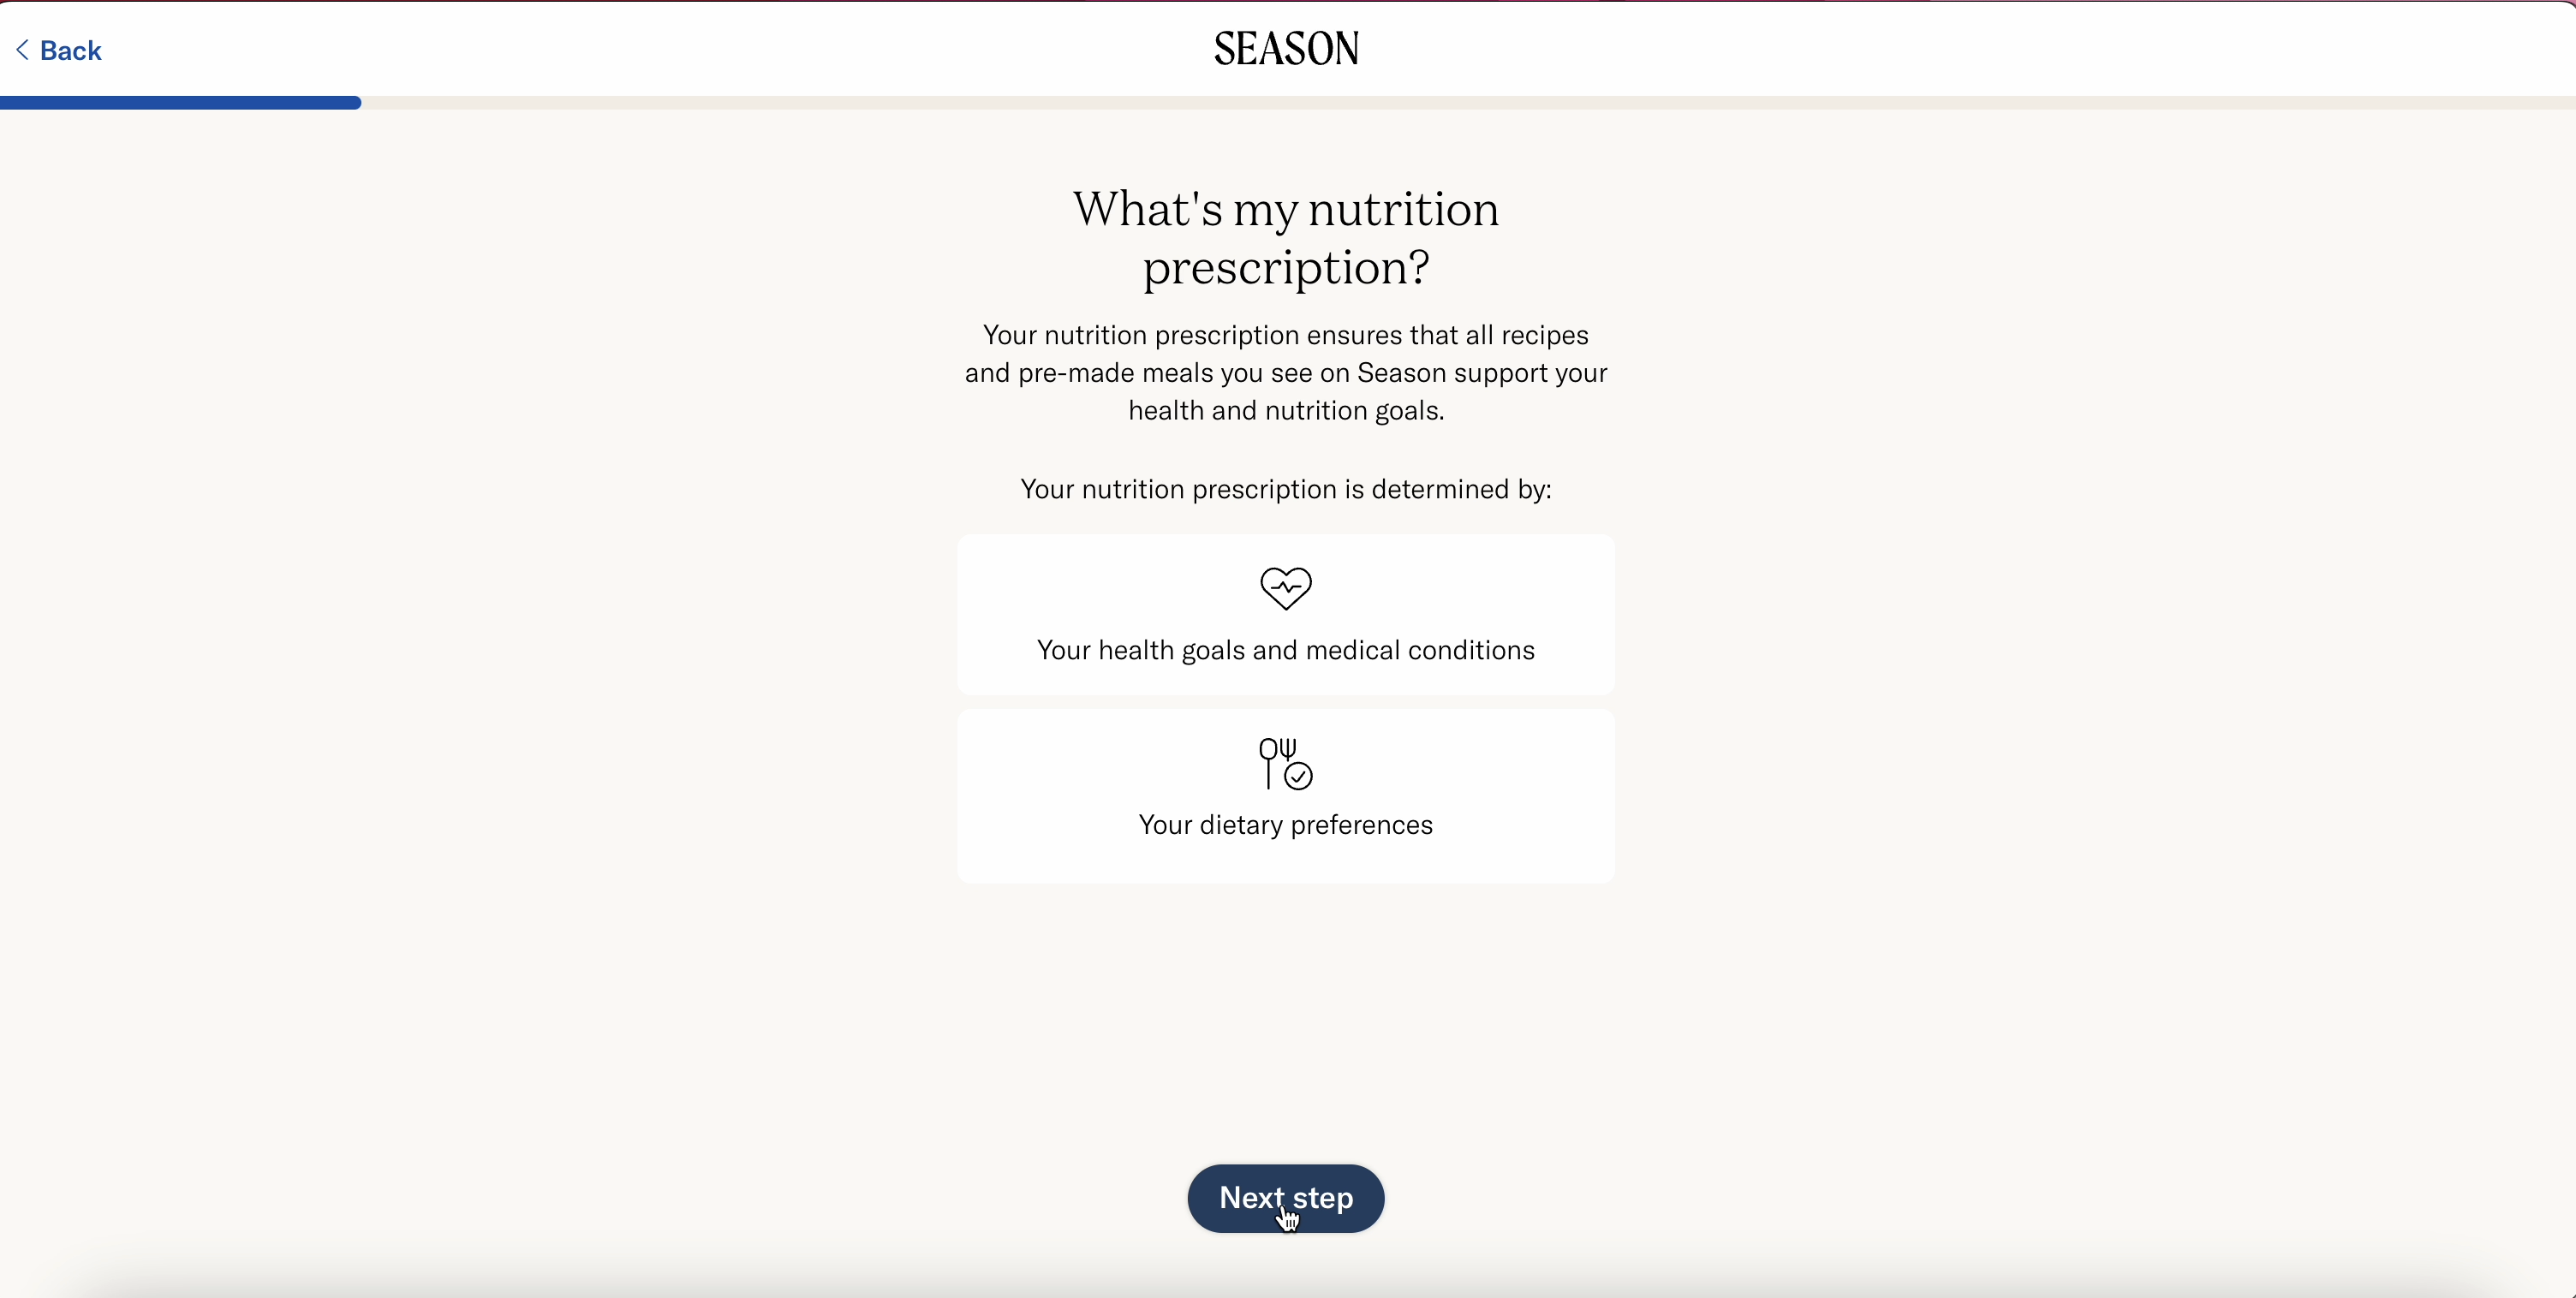 Back
SEASON
What's my nutrition
prescription?
Your nutrition prescription ensures that all recipes
and pre-made meals you see on Season support your
health and nutrition goals.
Your nutrition prescription is determined by:
Your health goals and medical conditions
Your dietary preferences
Next step